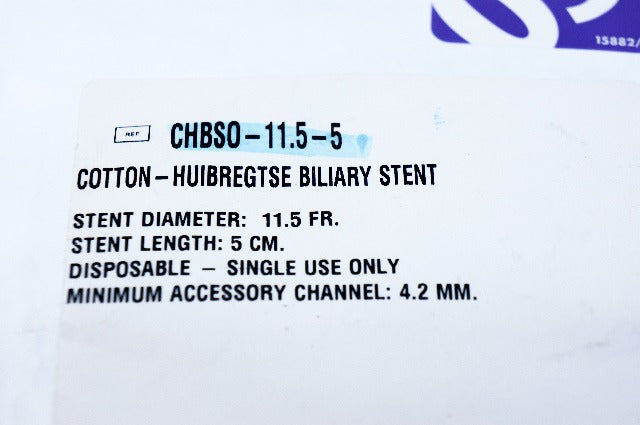 15882/
REF CHBSO-11.5-5
COTTON-HUIBREGTSE BILIARY STENT
STENT DIAMETER: 11.5 FR.
STENT LENGTH: 5 CM.
DISPOSABLE – SINGLE USE ONLY
MINIMUM ACCESSORY CHANNEL: 4.2 MM.